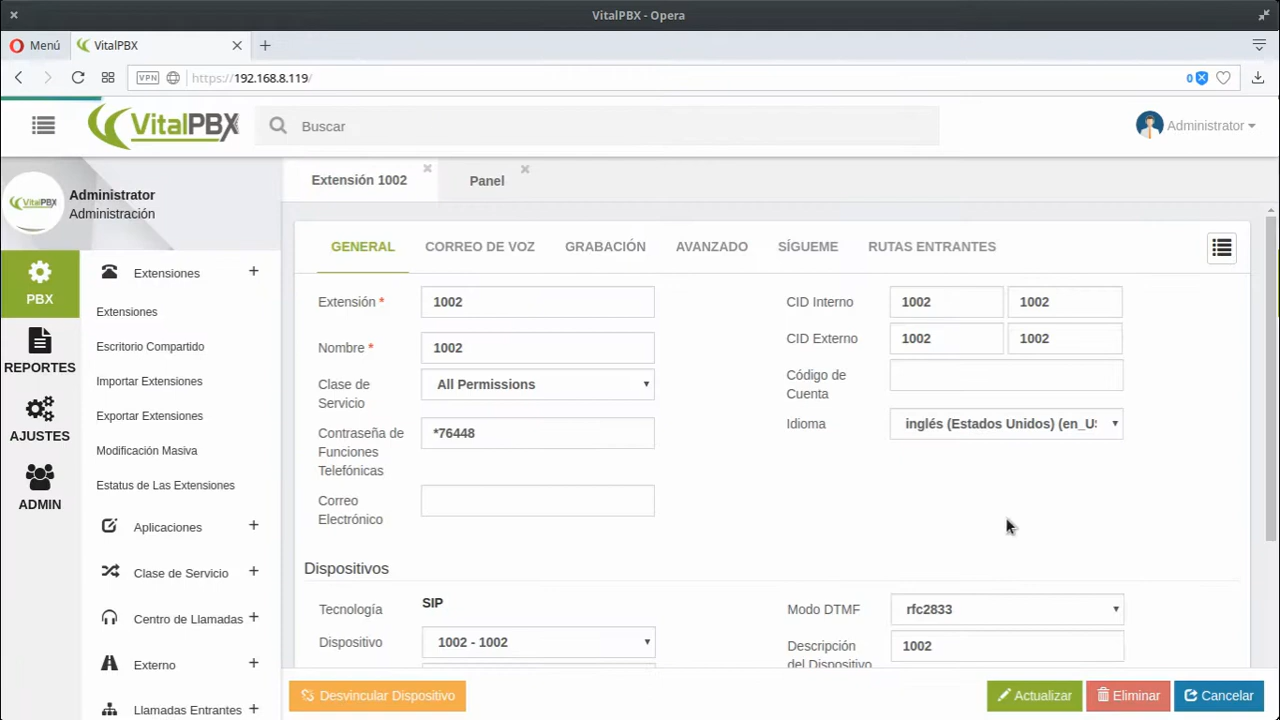 VitalPBX - Opera
Menú
VitalPBX
VPN
https://192.168.8.119/
0
VitalPBX
Buscar
Administrator
VitalPBX
Administrator
Administración
Extensión 1002
Panel
PBX
REPORTES
AJUSTES
ADMIN
Extensiones
Extensiones
Escritorio Compartido
Importar Extensiones
Exportar Extensiones
Modificación Masiva
Estatus de Las Extensiones
Aplicaciones
Clase de Servicio
Centro de Llamadas
Externo
Llamadas Entrantes
GENERAL
CORREO DE VOZ
GRABACIÓN
AVANZADO
SÍGUEME
RUTAS ENTRANTES
Extensión *
1002
Nombre *
1002
Clase de
Servicio
All Permissions
Contraseña de
Funciones
Telefónicas
*76448
Correo
Electrónico
CID Interno
1002
1002
CID Externo
1002
1002
Código de
Cuenta
Idioma
inglés (Estados Unidos) (en_U
Dispositivos
Tecnología
SIP
Dispositivo
1002 - 1002
Modo DTMF
rfc2833
Descripción
del Dispositivo
1002
Desvincular Dispositivo
Actualizar
Eliminar
Cancelar